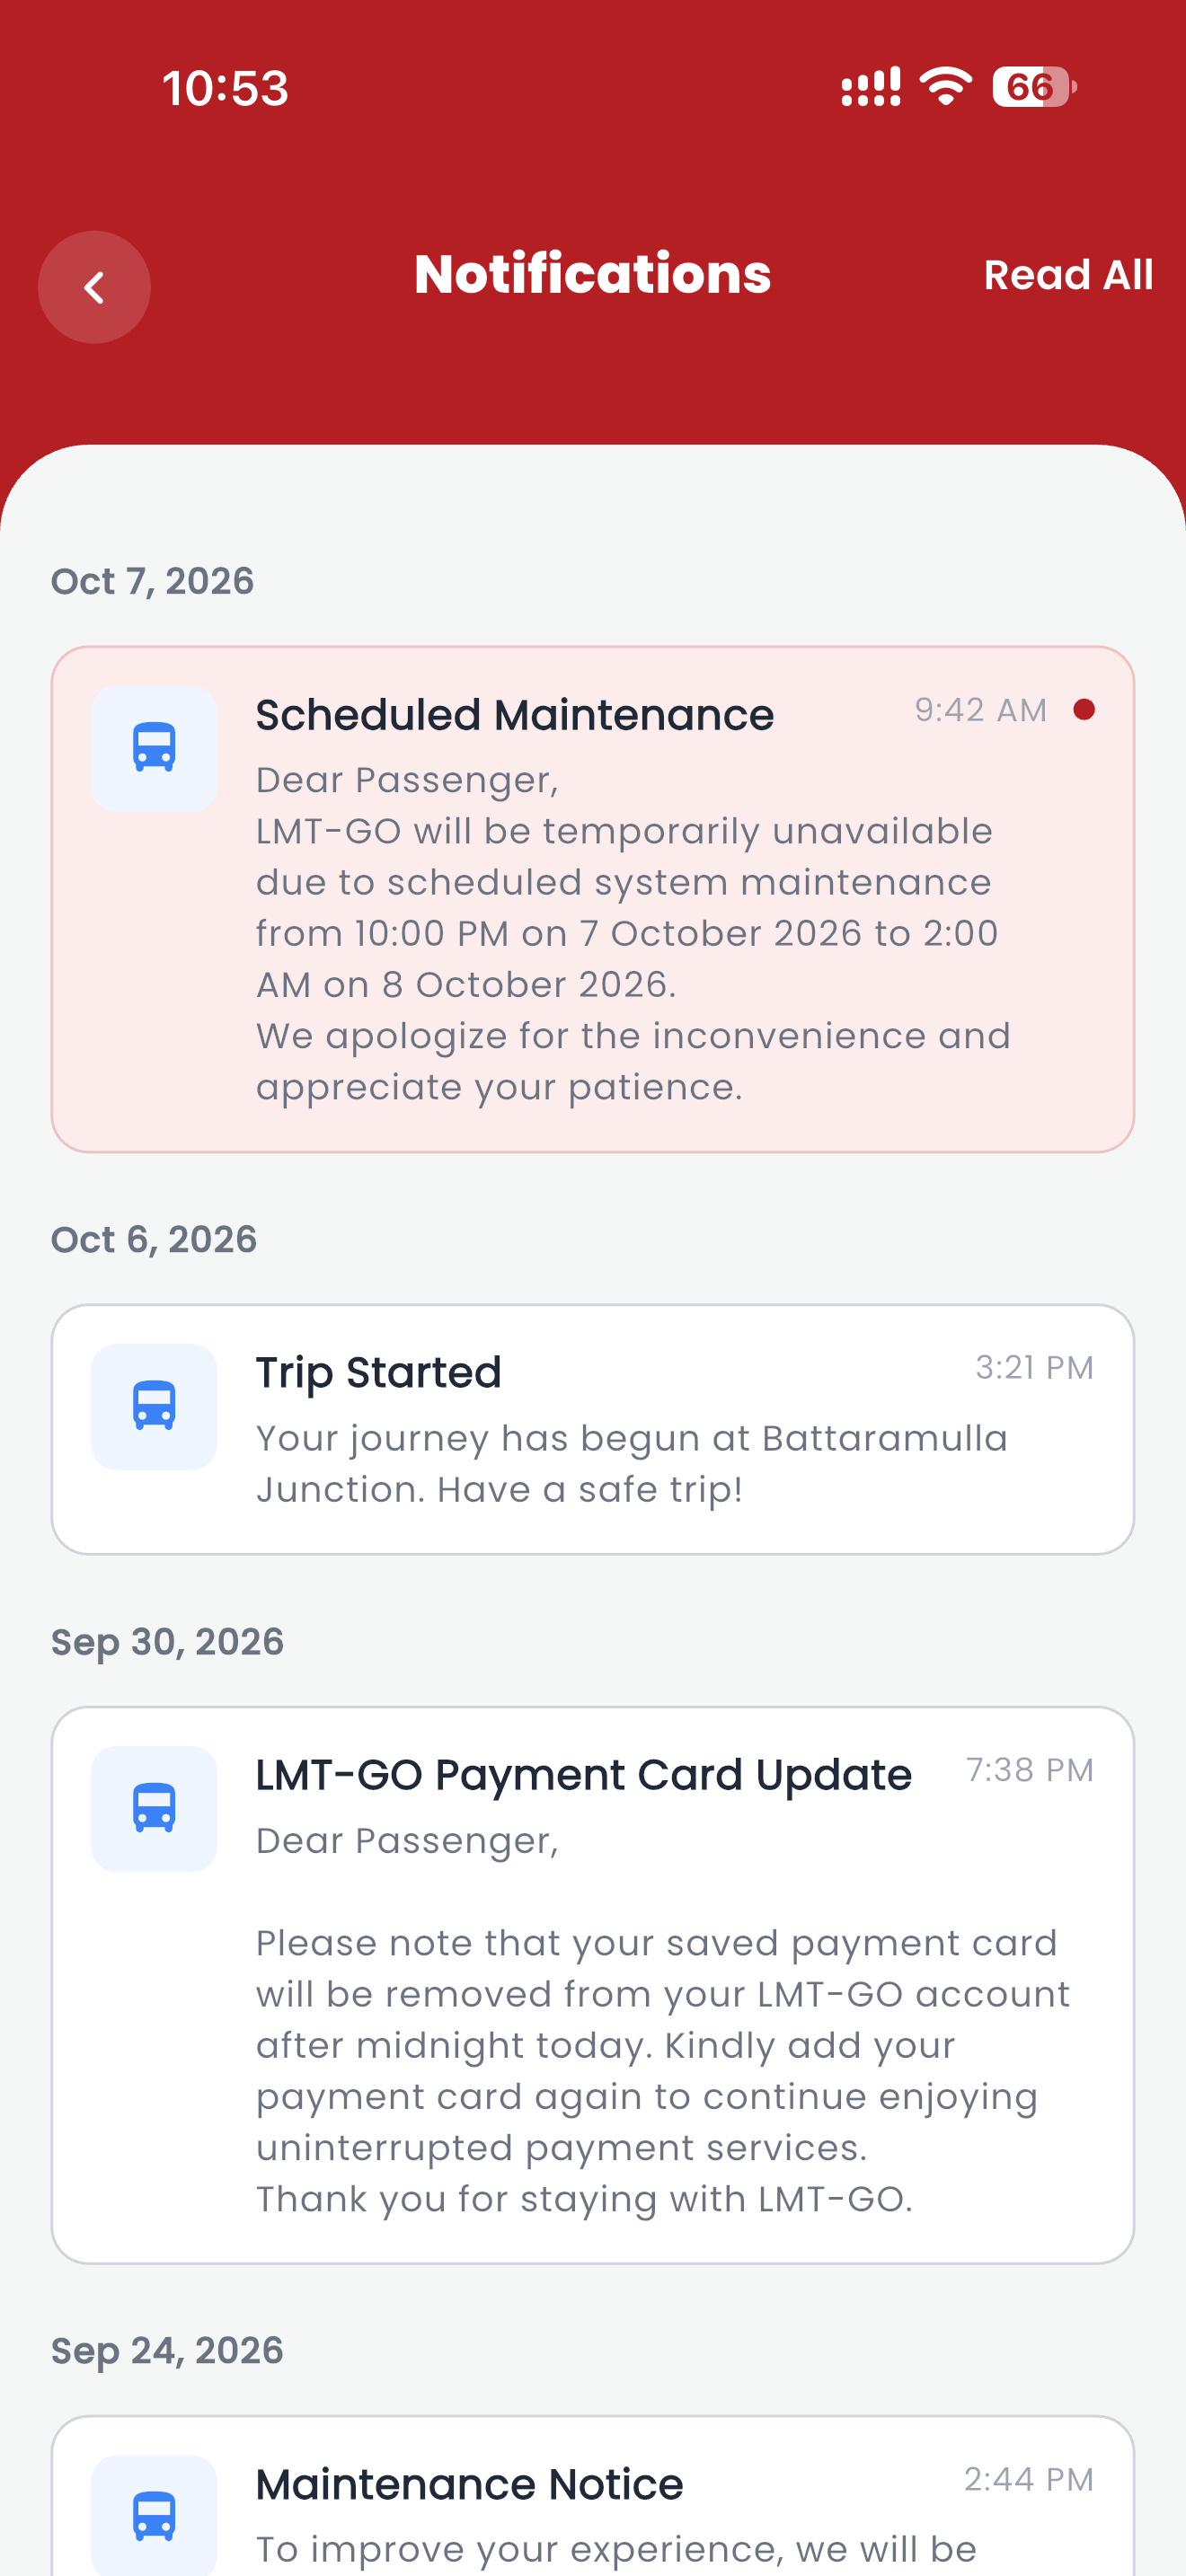 10:53
66
Notifications
Read All
Oct 7, 2026
Scheduled Maintenance
9:42 AM
Dear Passenger,
LMT-GO will be temporarily unavailable
due to scheduled system maintenance
from 10:00 PM on 7 October 2026 to 2:00
AM on 8 October 2026.
We apologize for the inconvenience and
appreciate your patience.
Oct 6, 2026
Trip Started
3:21 PM
Your journey has begun at Battaramulla
Junction. Have a safe trip!
Sep 30, 2026
LMT-GO Payment Card Update
7:38 PM
Dear Passenger,
Please note that your saved payment card
will be removed from your LMT-GO account
after midnight today. Kindly add your
payment card again to continue enjoying
uninterrupted payment services.
Thank you for staying with LMT-GO.
Sep 24, 2026
Maintenance Notice
2:44 PM
To improve your experience, we will be